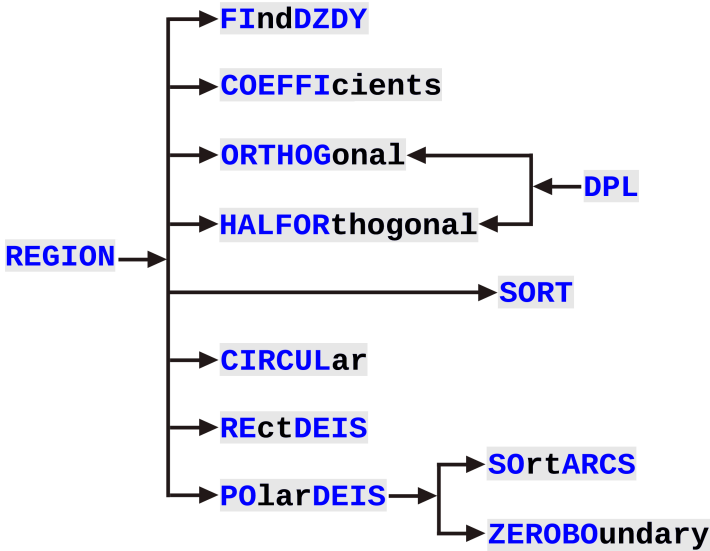 FIndDZDY
COEFFIcients
ORTHOGonal
DPL
HALFORthogonal
REGION
SORT
CIRCULar
REctDEIS
SOrtARCS
POlarDEIS
ZEROBOundary